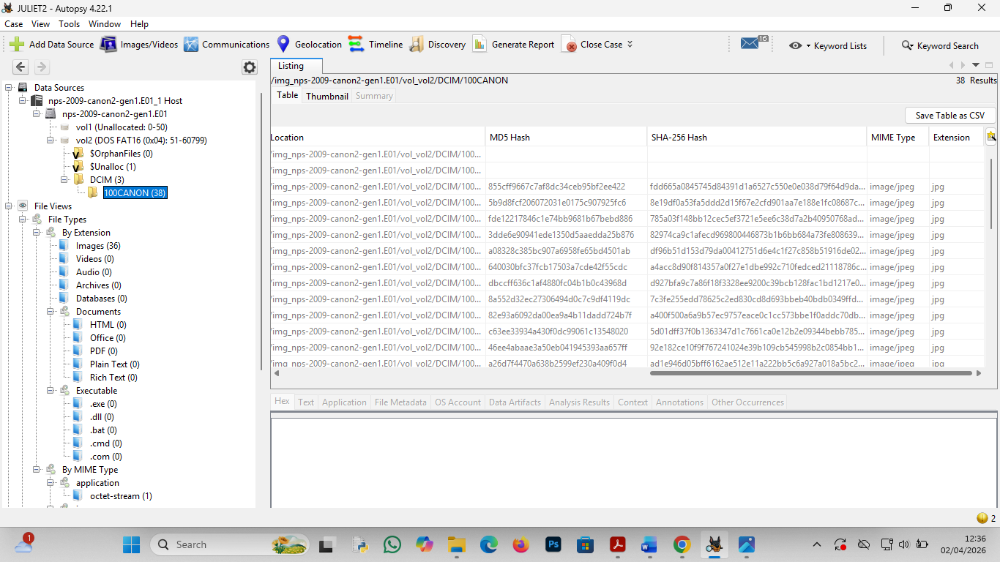 JULIET2 - Autopsy 4.22.1
Case View Tools Window Help
Add Data Source Images/Videos Communications Geolocation Timeline Discovery Generate Report Close Case 16 Keyword Lists Keyword Search
Listing
/img_nps-2009-canon2-gen1.E01/vol_vol2/DCIM/100CANON 38 Results
Table Thumbnail Summary
Save Table as CSV
Data Sources
nps-2009-canon2-gen1.E01_1 Host
nps-2009-canon2-gen1.E01
vol1 (Unallocated: 0-50)
vol2 (DOS FAT16 (0x04): 51-60799)
$OrphanFiles (0)
$Unalloc (1)
DCIM (3)
100CANON (38)
File Views
File Types
By Extension
Images (36)
Videos (0)
Audio (0)
Archives (0)
Databases (0)
Documents
HTML (0)
Office (0)
PDF (0)
Plain Text (0)
Rich Text (0)
Executable
.exe (0)
.dll (0)
.bat (0)
.cmd (0)
.com (0)
By MIME Type
application
octet-stream (1)
Location MD5 Hash SHA-256 Hash MIME Type Extension
/img_nps-2009-canon2-gen1.E01/vol_vol2/DCIM/100...
/img_nps-2009-canon2-gen1.E01/vol_vol2/DCIM/100...
/img_nps-2009-canon2-gen1.E01/vol_vol2/DCIM/100... 855cff9667c7af8dc34ceb95bf2ee422 fdd665a0845745d84391d1a6527c550e0e038d79f64d9da... image/jpeg jpg
/img_nps-2009-canon2-gen1.E01/vol_vol2/DCIM/100... 5b9d8fcf206072031e0175c907925fc6 8e19df0a53fa5ddd2d15f67e2cfd901aa7e188e1fc08687c... image/jpeg jpg
/img_nps-2009-canon2-gen1.E01/vol_vol2/DCIM/100... fde12217846c1e74bb9681b67bebd886 785a03f148bb12cec5ef3721e5ee6c38d7a2b40950768ad... image/jpeg jpg
/img_nps-2009-canon2-gen1.E01/vol_vol2/DCIM/100... 3dde6e90941ede1350d5aaedda25b876 82974ca9c1afecd969800446873b1b6bb684a73fe808639... image/jpeg jpg
/img_nps-2009-canon2-gen1.E01/vol_vol2/DCIM/100... a08328c385bc907a6958fe65bd4501ab df96b51d153d79da00412751d6e4c1f27c858b51916de02... image/jpeg jpg
/img_nps-2009-canon2-gen1.E01/vol_vol2/DCIM/100... 640030bfc37fcb17503a7cde42f55cdc a4acc8d90f814357a0f27e1dbe992c710fedced21118786c... image/jpeg jpg
/img_nps-2009-canon2-gen1.E01/vol_vol2/DCIM/100... dbccff636c1af4880fc04b1b0c43968d d927bfa9c7a86f18f3328ee9200c39bcb128fac1bd1217e0... image/jpeg jpg
/img_nps-2009-canon2-gen1.E01/vol_vol2/DCIM/100... 8a552d32ec27306494d0c7c9df4119dc 7c3fe255edd78625c2ed830cd8d693bbeb40bdb0349ffd... image/jpeg jpg
/img_nps-2009-canon2-gen1.E01/vol_vol2/DCIM/100... 82e93a6092da00ea9a4b11dadd724b7f a400f500a6a9b57ec9757eace0c1cc573bbe1f0addc70db... image/jpeg jpg
/img_nps-2009-canon2-gen1.E01/vol_vol2/DCIM/100... c63ee33934a430f0dc99061c13548020 5d01dff37f0b1363347d1c7661ca0e12b2e09344bebb785... image/jpeg jpg
/img_nps-2009-canon2-gen1.E01/vol_vol2/DCIM/100... 46ee4abaae3a50eb041945393aa657ff 92e182ce10f9f767241024e39b109cb545998b2c0854bb1... image/jpeg jpg
/img_nps-2009-canon2-gen1.E01/vol_vol2/DCIM/100... a26d7f4470a638b2599ef230a409f0d4 ad1e946d05bff6162ae512e11a222bb5c6a927a018a5bc2... image/jpeg jpg
Hex Text Application File Metadata OS Account Data Artifacts Analysis Results Context Annotations Other Occurrences
2
1
Search
12:36
02/04/2026